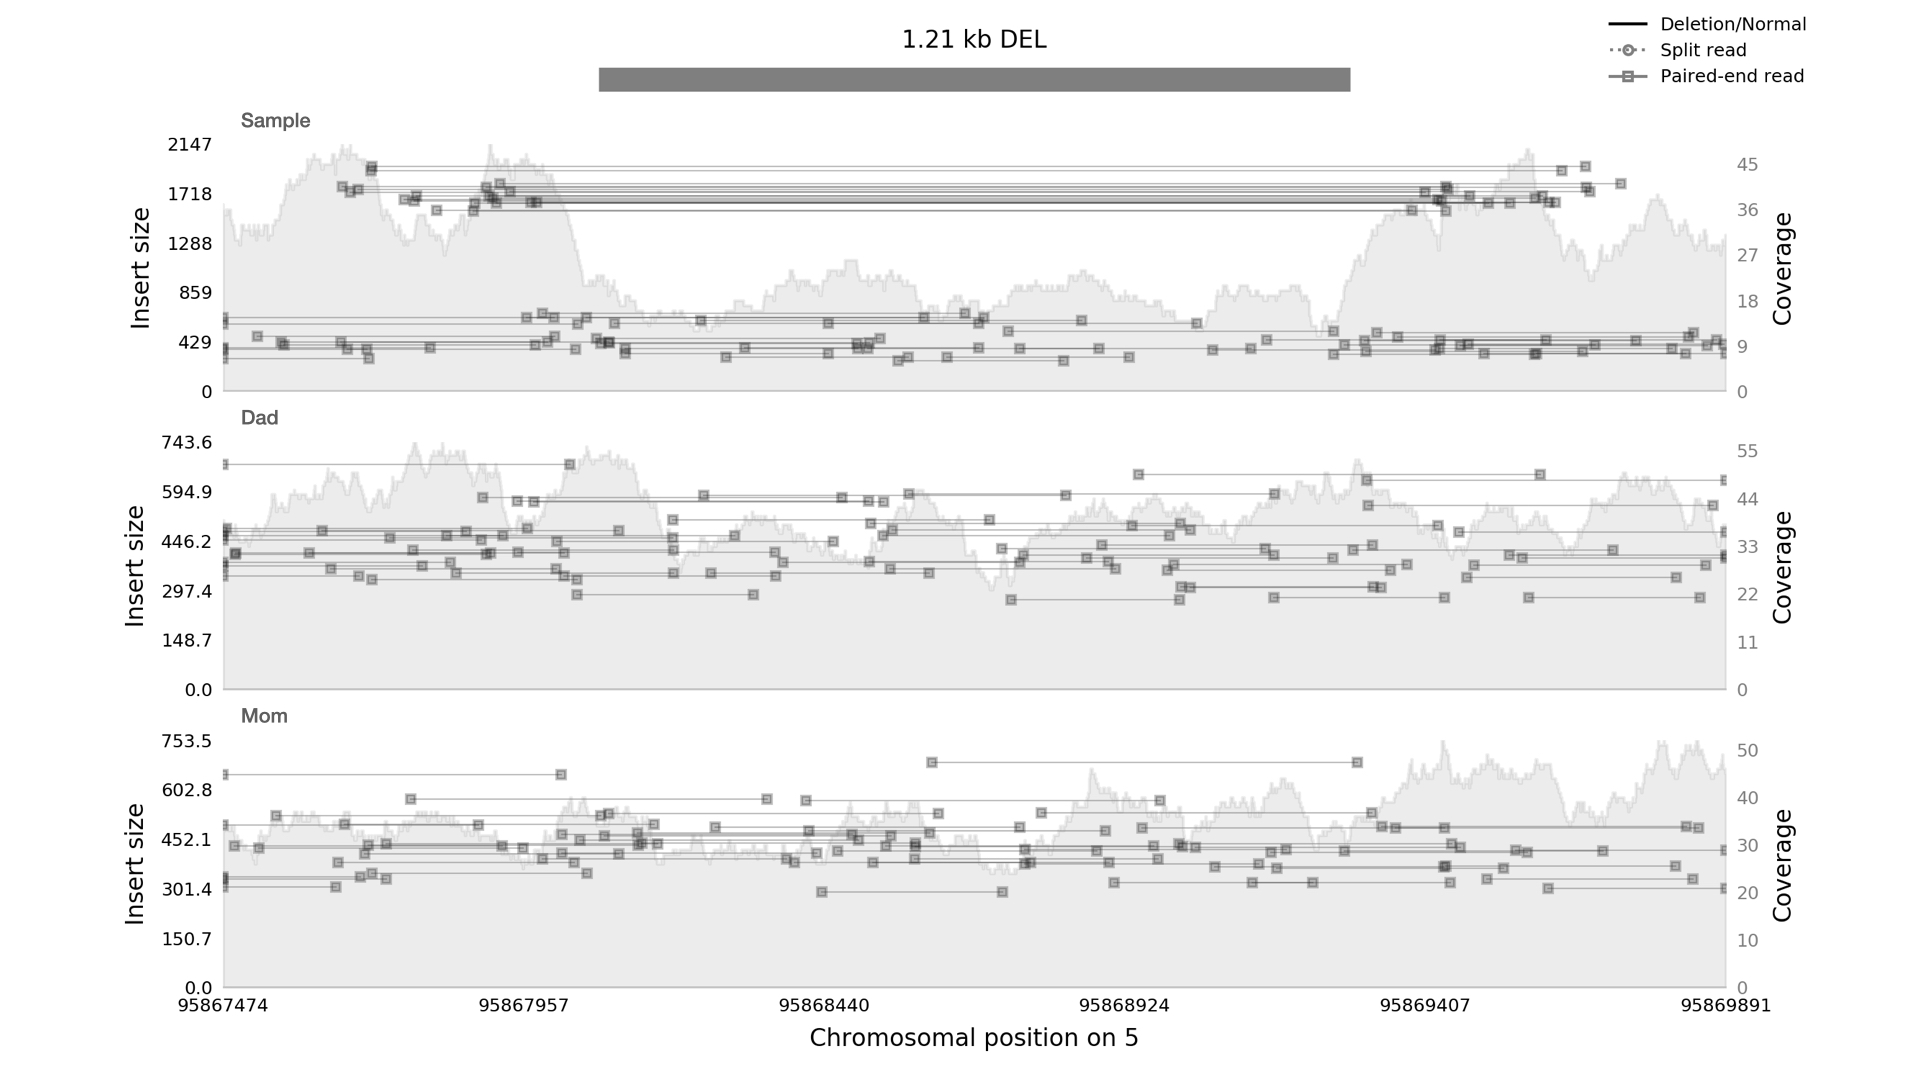 1.21 kb DEL
Deletion/Normal
Split read
Paired-end read
Sample
2147
1718
1288
859
429
0
Insert size
45
36
27
18
9
0
Coverage
Dad
743.6
594.9
446.2
297.4
148.7
0.0
Insert size
55
44
33
22
11
0
Coverage
Mom
753.5
602.8
452.1
301.4
150.7
0.0
Insert size
50
40
30
20
10
0
Coverage
95867474 95867957 95868440 95868924 95869407 95869891
Chromosomal position on 5